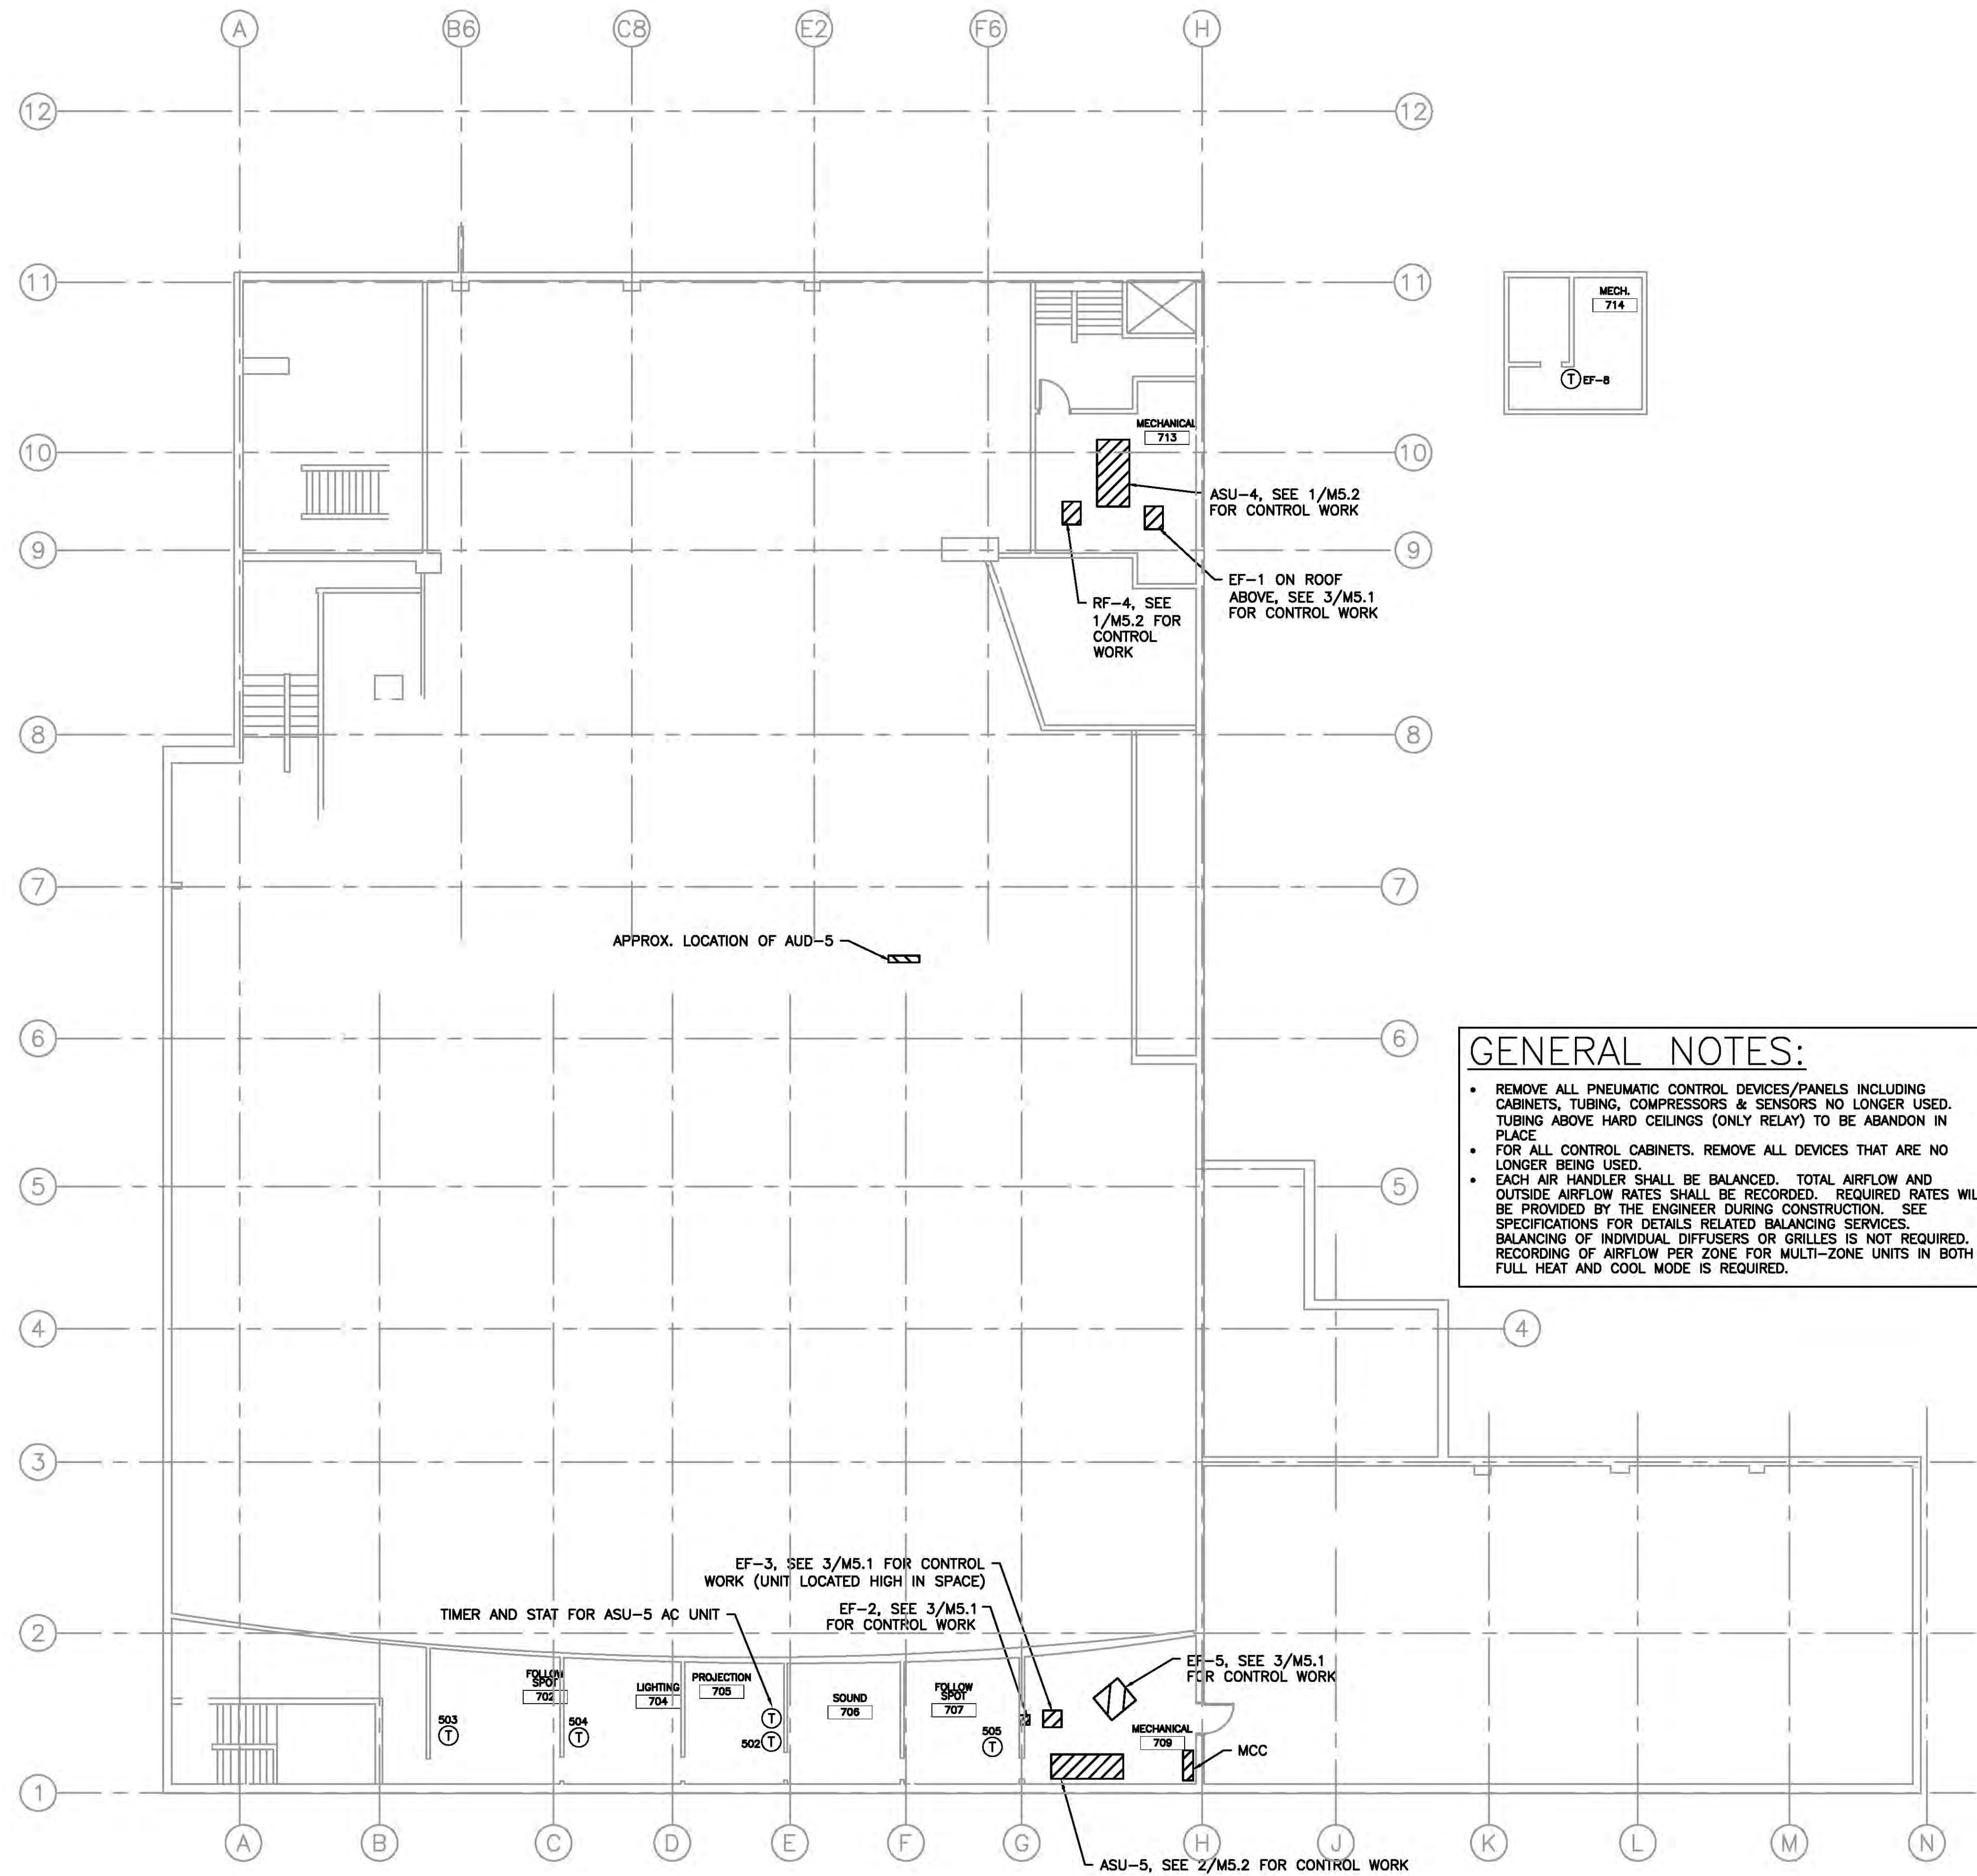 A
B6
C8
E2
F6
H
12
12
11
11
MECH.
714
T EF-8
MECHANICAL
713
10
10
ASU-4, SEE 1/M5.2
FOR CONTROL WORK
9
9
EF-1 ON ROOF
ABOVE, SEE 3/M5.1
FOR CONTROL WORK
RF-4, SEE
1/M5.2 FOR
CONTROL
WORK
8
8
7
7
APPROX. LOCATION OF AUD-5
6
6
GENERAL NOTES:
• REMOVE ALL PNEUMATIC CONTROL DEVICES/PANELS INCLUDING
CABINETS, TUBING, COMPRESSORS & SENSORS NO LONGER USED.
TUBING ABOVE HARD CEILINGS (ONLY RELAY) TO BE ABANDON IN
PLACE
• FOR ALL CONTROL CABINETS. REMOVE ALL DEVICES THAT ARE NO
LONGER BEING USED.
• EACH AIR HANDLER SHALL BE BALANCED. TOTAL AIRFLOW AND
OUTSIDE AIRFLOW RATES SHALL BE RECORDED. REQUIRED RATES WIL
BE PROVIDED BY THE ENGINEER DURING CONSTRUCTION. SEE
SPECIFICATIONS FOR DETAILS RELATED BALANCING SERVICES.
BALANCING OF INDIVIDUAL DIFFUSERS OR GRILLES IS NOT REQUIRED.
RECORDING OF AIRFLOW PER ZONE FOR MULTI-ZONE UNITS IN BOTH
FULL HEAT AND COOL MODE IS REQUIRED.
5
5
4
4
3
EF-3, SEE 3/M5.1 FOR CONTROL
WORK (UNIT LOCATED HIGH IN SPACE)
EF-2, SEE 3/M5.1
FOR CONTROL WORK
TIMER AND STAT FOR ASU-5 AC UNIT
2
EF-5, SEE 3/M5.1
FOR CONTROL WORK
FOLLOW
SPOT
702
LIGHTING
704
PROJECTION
705
SOUND
706
FOLLOW
SPOT
707
503
T
504
T
T
502 T
505
T
MECHANICAL
709
MCC
1
A
B
C
D
E
F
G
H
J
K
L
M
N
ASU-5, SEE 2/M5.2 FOR CONTROL WORK